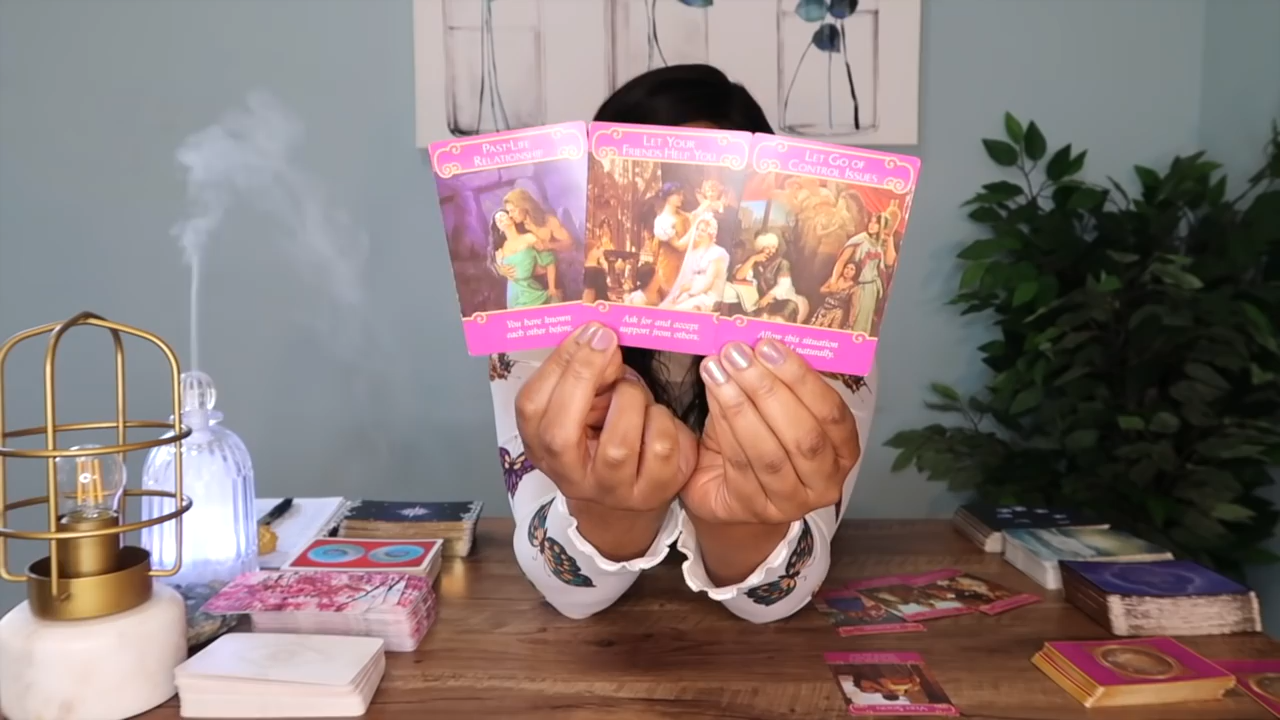 PAST-LIFE
RELATIONSHIP
You have known
each other before.
LET YOUR
FRIENDS HELP YOU
Ask for and accept
support from others.
LET GO OF
CONTROL ISSUES
Allow this situation
naturally.